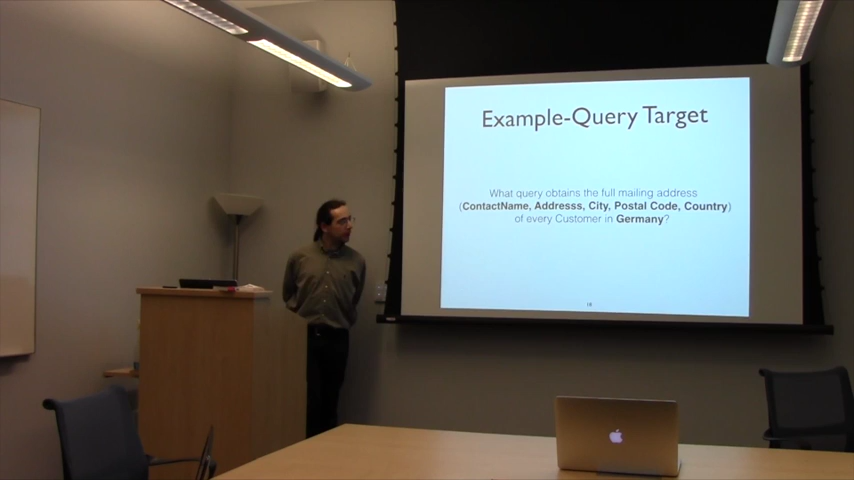 Example-Query Target
What query obtains the full mailing address
(ContactName, Addresss, City, Postal Code, Country)
of every Customer in Germany?
18